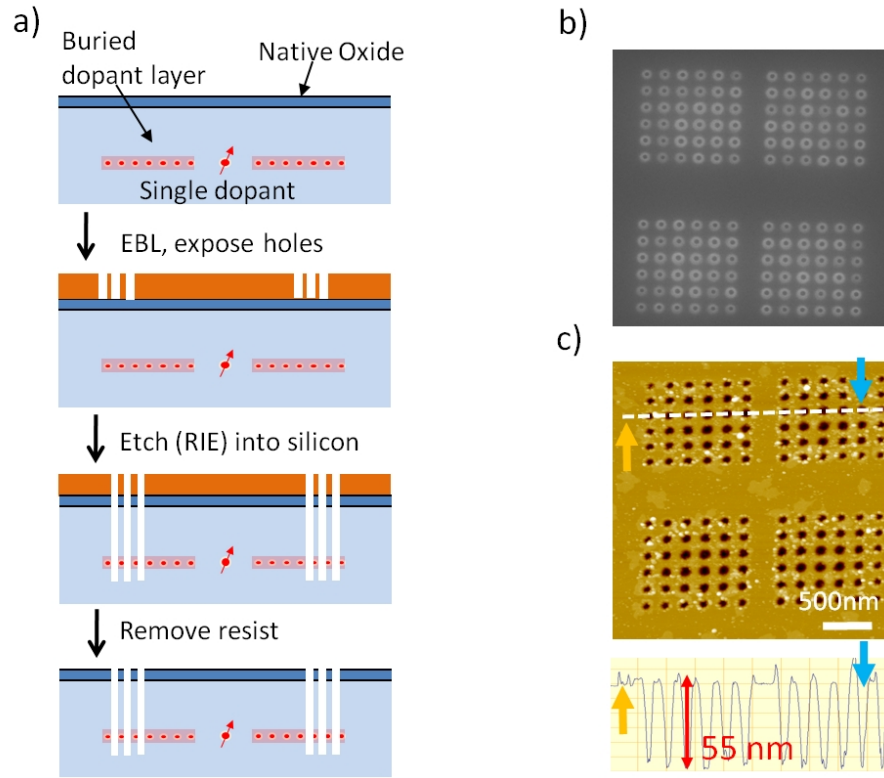 a)
Buried
dopant layer
Native Oxide
Single dopant
EBL, expose holes
Etch (RIE) into silicon
Remove resist
b)
c)
500nm
55 nm